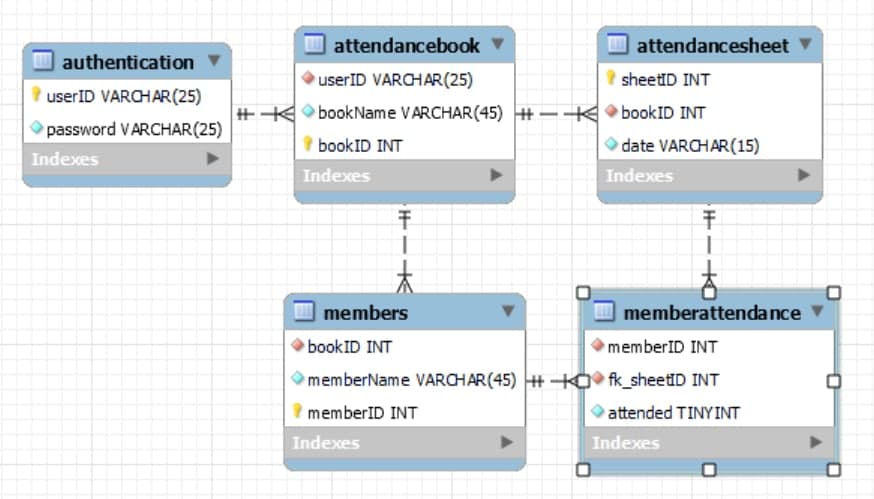 authentication
userID VARCHAR(25)
password VARCHAR(25)
Indexes
attendancebook
userID VARCHAR(25)
bookName VARCHAR(45)
bookID INT
Indexes
attendancesheet
sheetID INT
bookID INT
date VARCHAR(15)
Indexes
members
bookID INT
memberName VARCHAR(45)
memberID INT
Indexes
memberattendance
memberID INT
fk_sheetID INT
attended TINYINT
Indexes